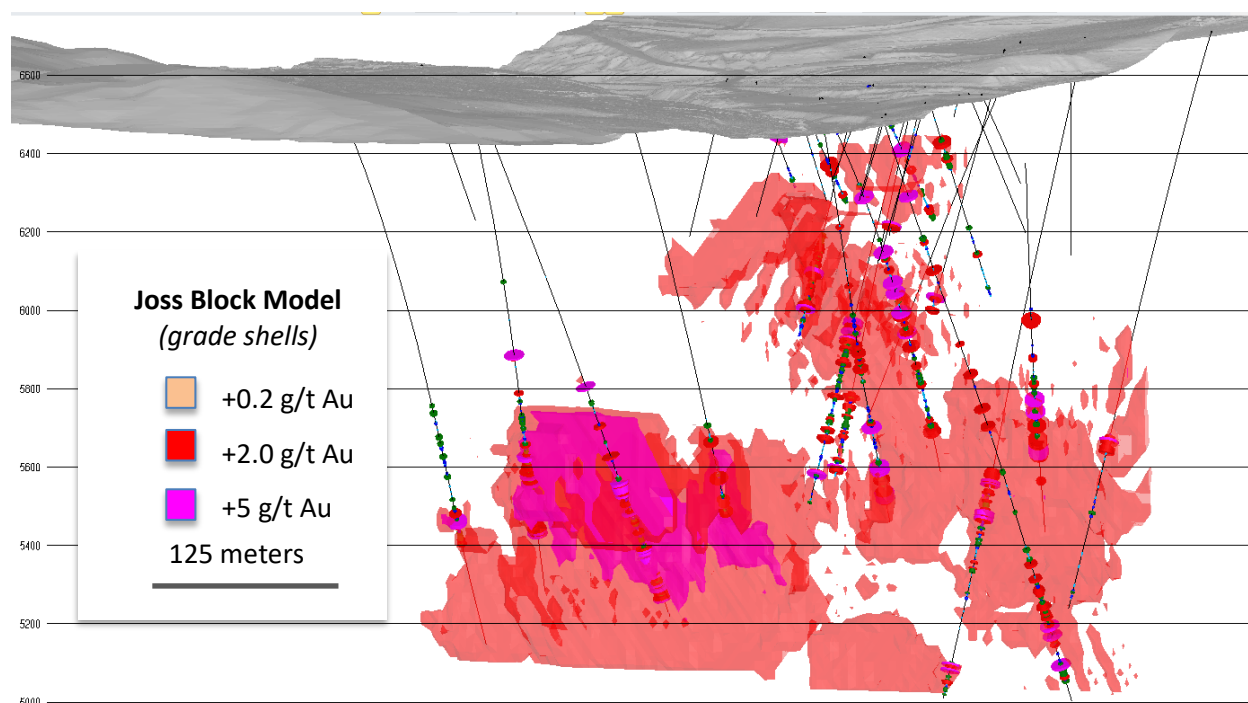 6600
6400
6200
6000
5800
5600
5400
5200
5000
Joss Block Model
(grade shells)
+0.2 g/t Au
+2.0 g/t Au
+5 g/t Au
125 meters